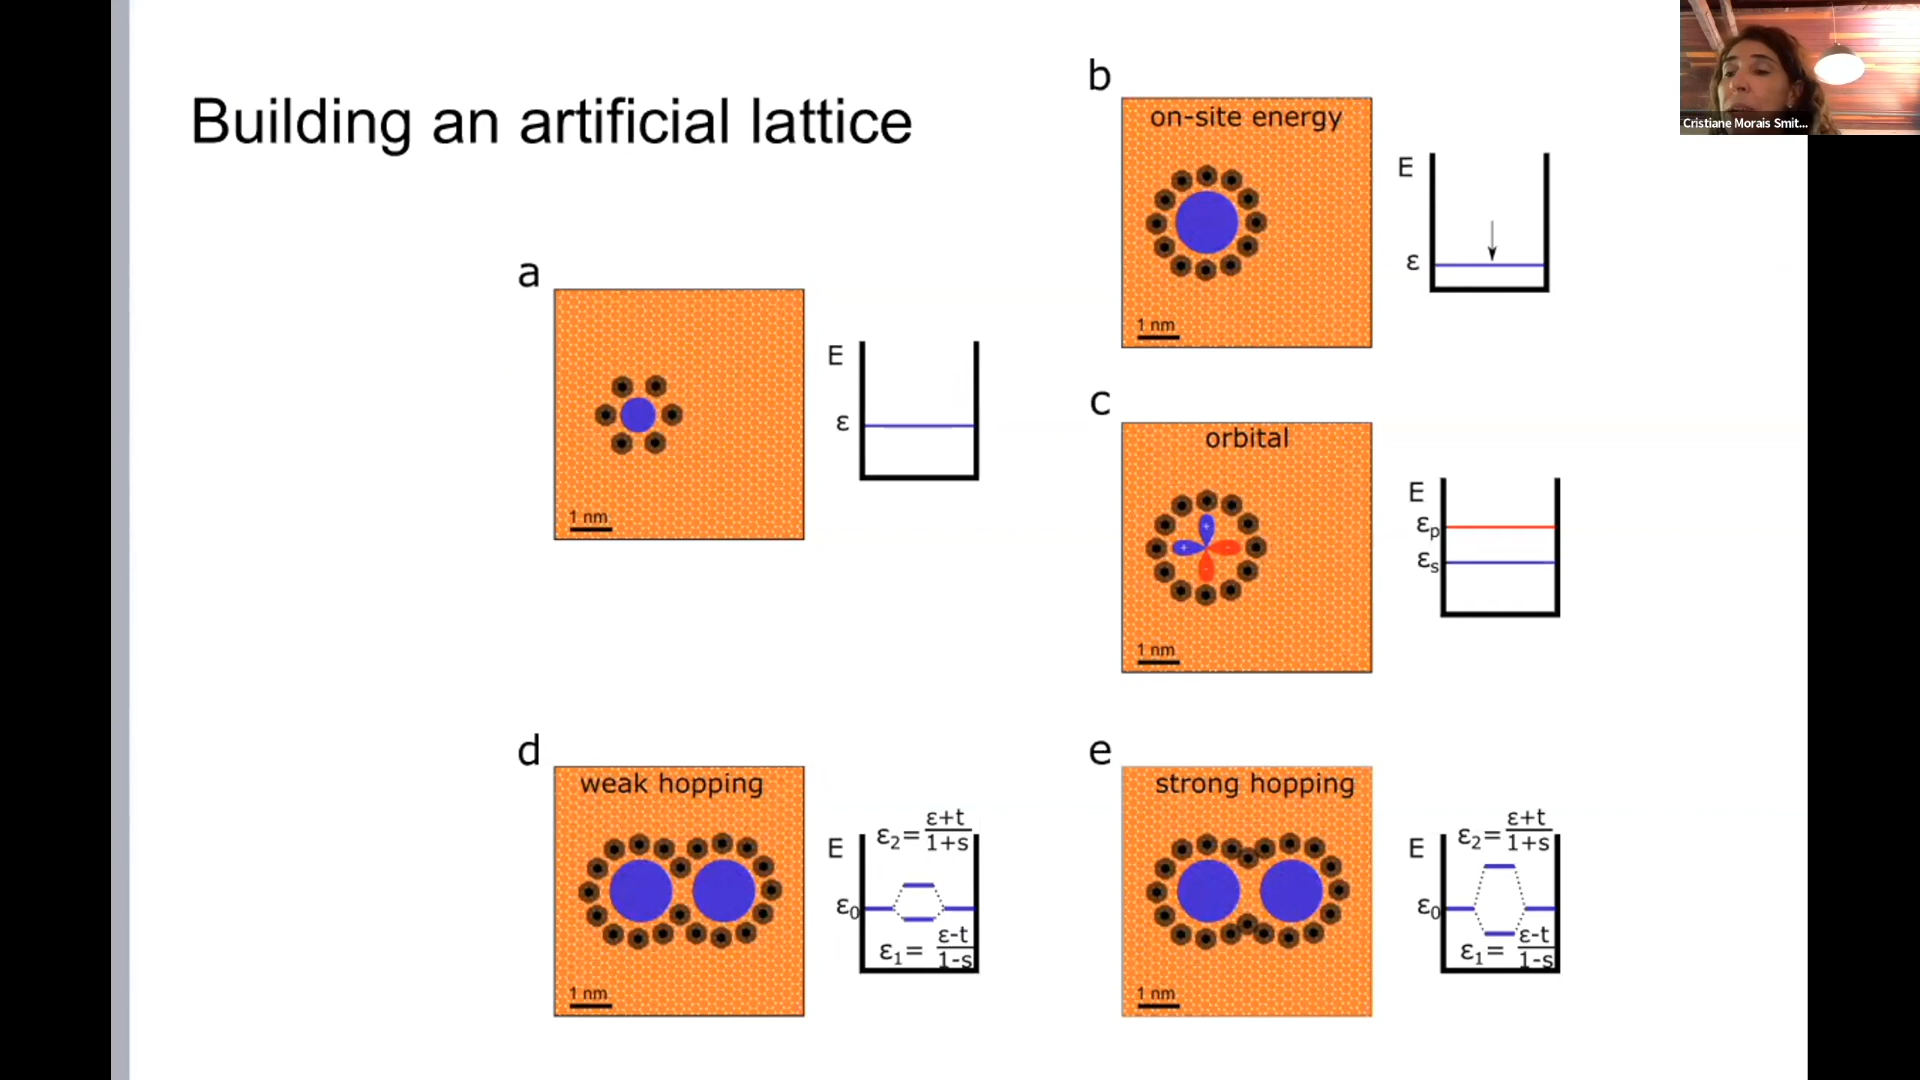 Building an artificial lattice
Cristiane Morais Smit...
a
E
ε
1 nm
b
on-site energy
E
ε
1 nm
c
orbital
+
+
E
εp
εs
1 nm
d
weak hopping
E
ε₂= ε+t
1+s
ε₀
ε₁= ε-t
1-s
1 nm
e
strong hopping
E
ε₂= ε+t
1+s
ε₀
ε₁= ε-t
1-s
1 nm